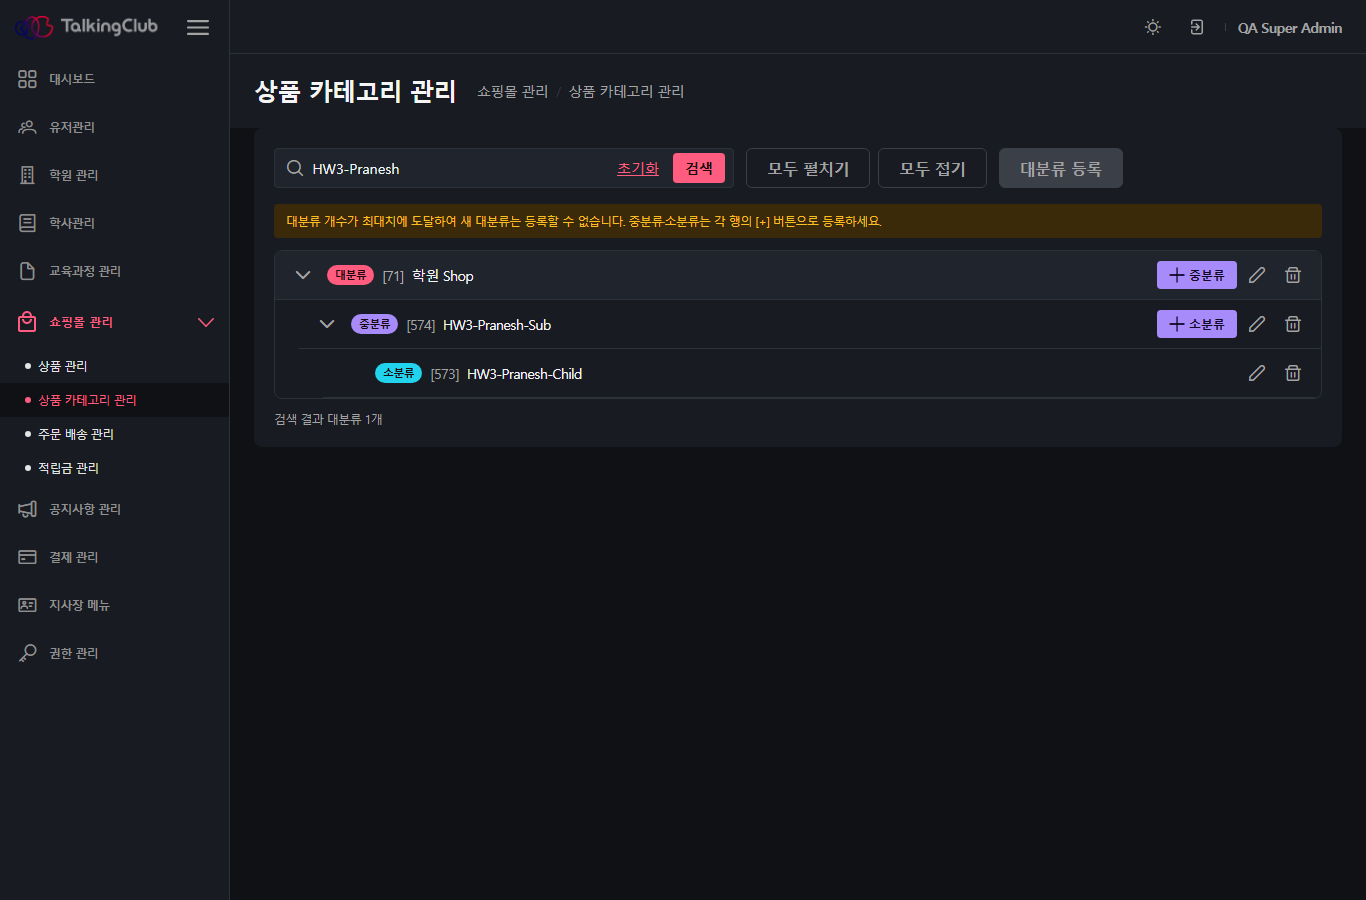 TalkingClub
QA Super Admin
대시보드
유저관리
학원 관리
학사관리
교육과정 관리
쇼핑몰 관리
상품 관리
상품 카테고리 관리
주문 배송 관리
적립금 관리
공지사항 관리
결제 관리
지사장 메뉴
권한 관리
상품 카테고리 관리
쇼핑몰 관리 / 상품 카테고리 관리
HW3-Pranesh 초기화 검색 모두 펼치기 모두 접기 대분류 등록
대분류 개수가 최대치에 도달하여 새 대분류는 등록할 수 없습니다. 중분류·소분류는 각 행의 [+] 버튼으로 등록하세요.
대분류 [71] 학원 Shop + 중분류
중분류 [574] HW3-Pranesh-Sub + 소분류
소분류 [573] HW3-Pranesh-Child
검색 결과 대분류 1개